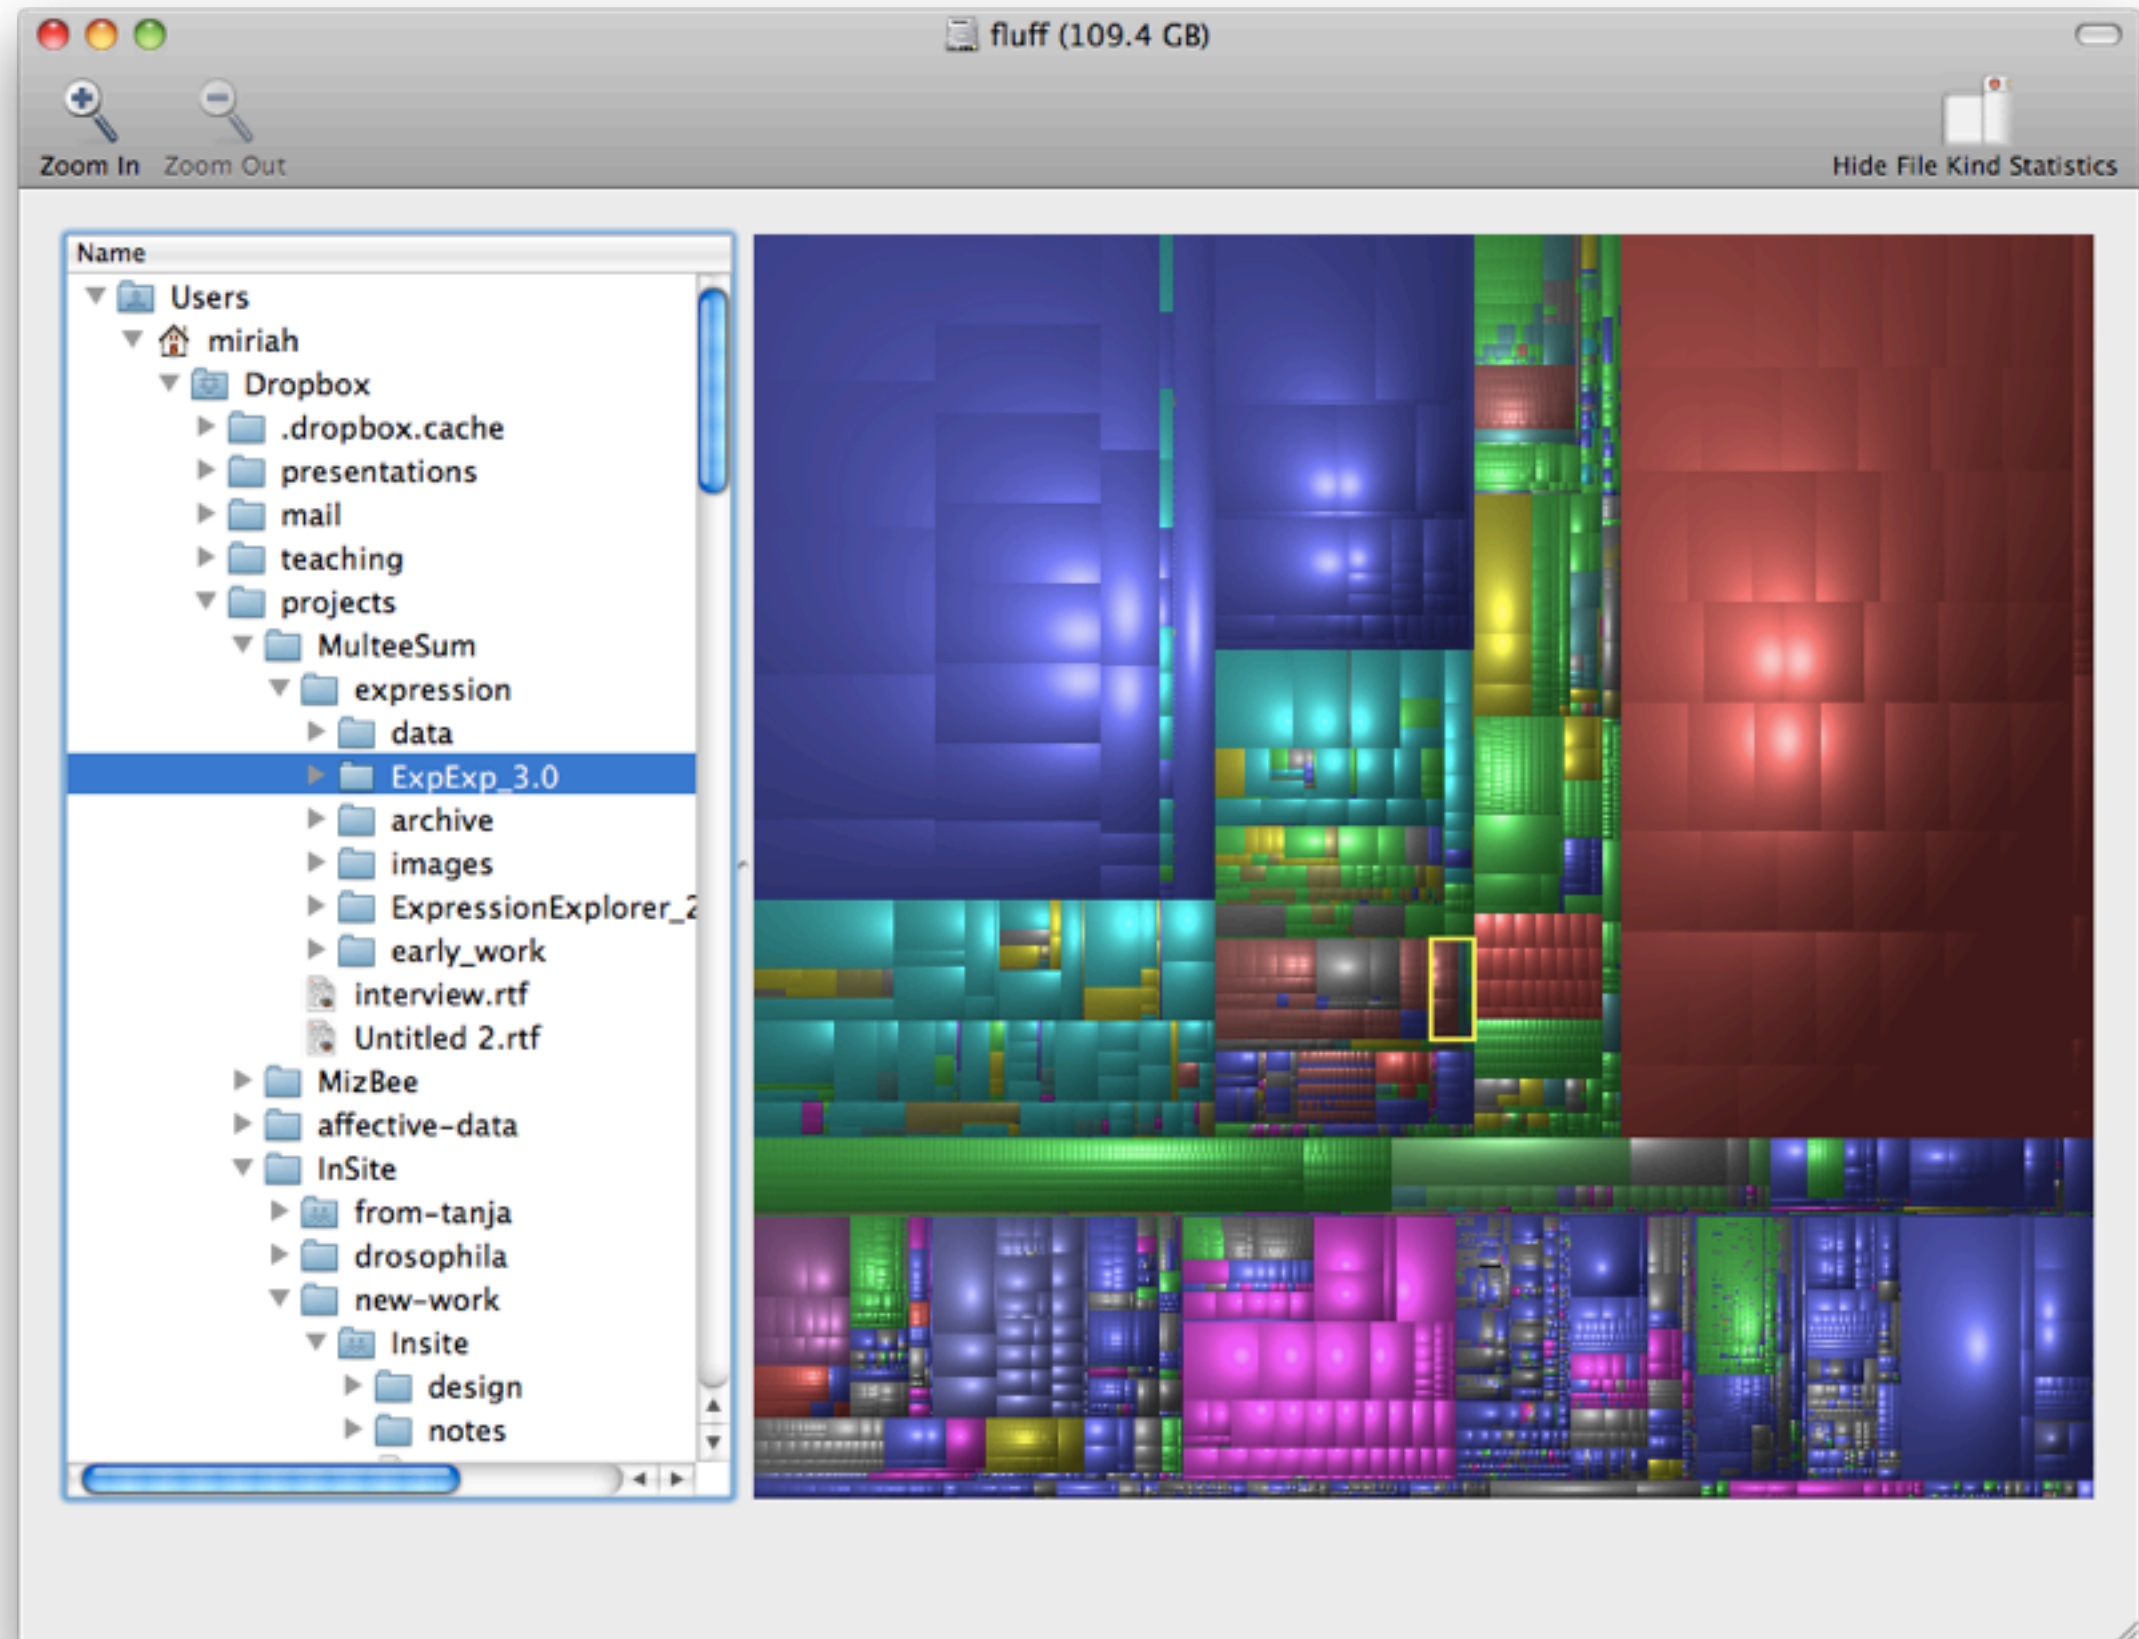 fluff (109.4 GB)
Zoom In Zoom Out
Hide File Kind Statistics
Name
Users
miriah
Dropbox
.dropbox.cache
presentations
mail
teaching
projects
MulteeSum
expression
data
ExpExp_3.0
archive
images
ExpressionExplorer_2
early_work
interview.rtf
Untitled 2.rtf
MizBee
affective-data
InSite
from-tanja
drosophila
new-work
Insite
design
notes